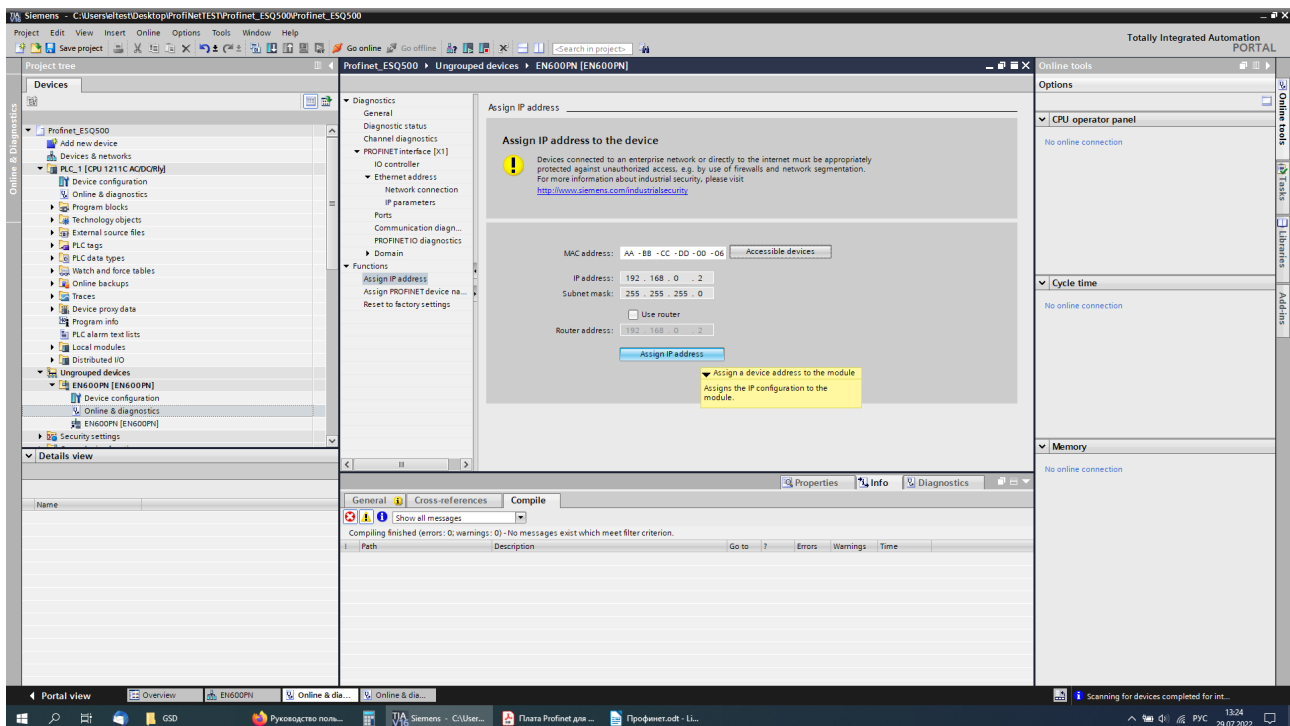 Siemens - C:\Users\eltest\Desktop\ProfiNetTEST\Profinet_ESQ500\Profinet_ESQ500
Project Edit View Insert Online Options Tools Window Help
Totally Integrated Automation
PORTAL
Save project
Go online
Go offline
<Search in project>
Project tree
Devices
Online & Diagnostics
Profinet_ESQ500
Add new device
Devices & networks
PLC_1 [CPU 1211C AC/DC/Rly]
Device configuration
Online & diagnostics
Program blocks
Technology objects
External source files
PLC tags
PLC data types
Watch and force tables
Online backups
Traces
Device proxy data
Program info
PLC alarm text lists
Local modules
Distributed I/O
Ungrouped devices
EN600PN [EN600PN]
Device configuration
Online & diagnostics
EN600PN [EN600PN]
Security settings
Details view
Name
Profinet_ESQ500 Ungrouped devices EN600PN [EN600PN]
Diagnostics
General
Diagnostic status
Channel diagnostics
PROFINET interface [X1]
IO controller
Ethernet address
Network connection
IP parameters
Ports
Communication diagn...
PROFINET IO diagnostics
Domain
Functions
Assign IP address
Assign PROFINET device na...
Reset to factory settings
Assign IP address
Assign IP address to the device
Devices connected to an enterprise network or directly to the internet must be appropriately
protected against unauthorized access, e.g. by use of firewalls and network segmentation.
For more information about industrial security, please visit
http://www.siemens.com/industrialsecurity
MAC address: AA -BB -CC -DD -00 -06 Accessible devices
IP address: 192 . 168 . 0 . 2
Subnet mask: 255 . 255 . 255 . 0
Use router
Router address: 192 . 168 . 0 . 2
Assign IP address
Assign a device address to the module
Assigns the IP configuration to the
module.
Properties Info Diagnostics
General Cross-references Compile
Show all messages
Compiling finished (errors: 0; warnings: 0) - No messages exist which meet filter criterion.
! Path Description Go to ? Errors Warnings Time
Online tools
Options
CPU operator panel
No online connection
Cycle time
No online connection
Memory
No online connection
Online tools
Tasks
Libraries
Add-ins
Portal view Overview EN600PN Online & dia... Online & dia...
Scanning for devices completed for int...
GSD
Руководство поль...
Siemens - C:\User...
Плата Profinet для ...
Профинет.odt - Li...
РУС
13:24
29.07.2022